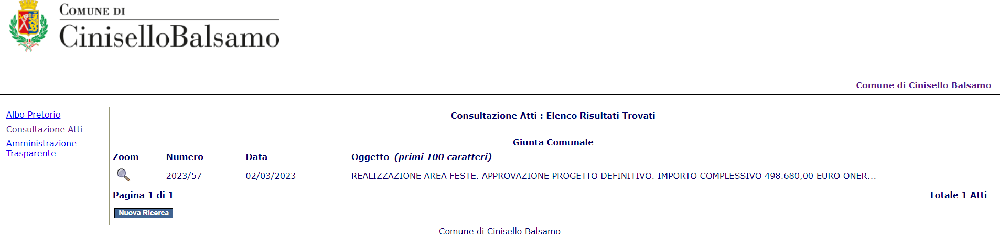 COMUNE DI
CiniselloBalsamo
Comune di Cinisello Balsamo
Albo Pretorio
Consultazione Atti
Amministrazione
Trasparente
Consultazione Atti : Elenco Risultati Trovati
Giunta Comunale
Zoom Numero Data Oggetto (primi 100 caratteri)
2023/57 02/03/2023 REALIZZAZIONE AREA FESTE. APPROVAZIONE PROGETTO DEFINITIVO. IMPORTO COMPLESSIVO 498.680,00 EURO ONER...
Pagina 1 di 1 Totale 1 Atti
Nuova Ricerca
Comune di Cinisello Balsamo